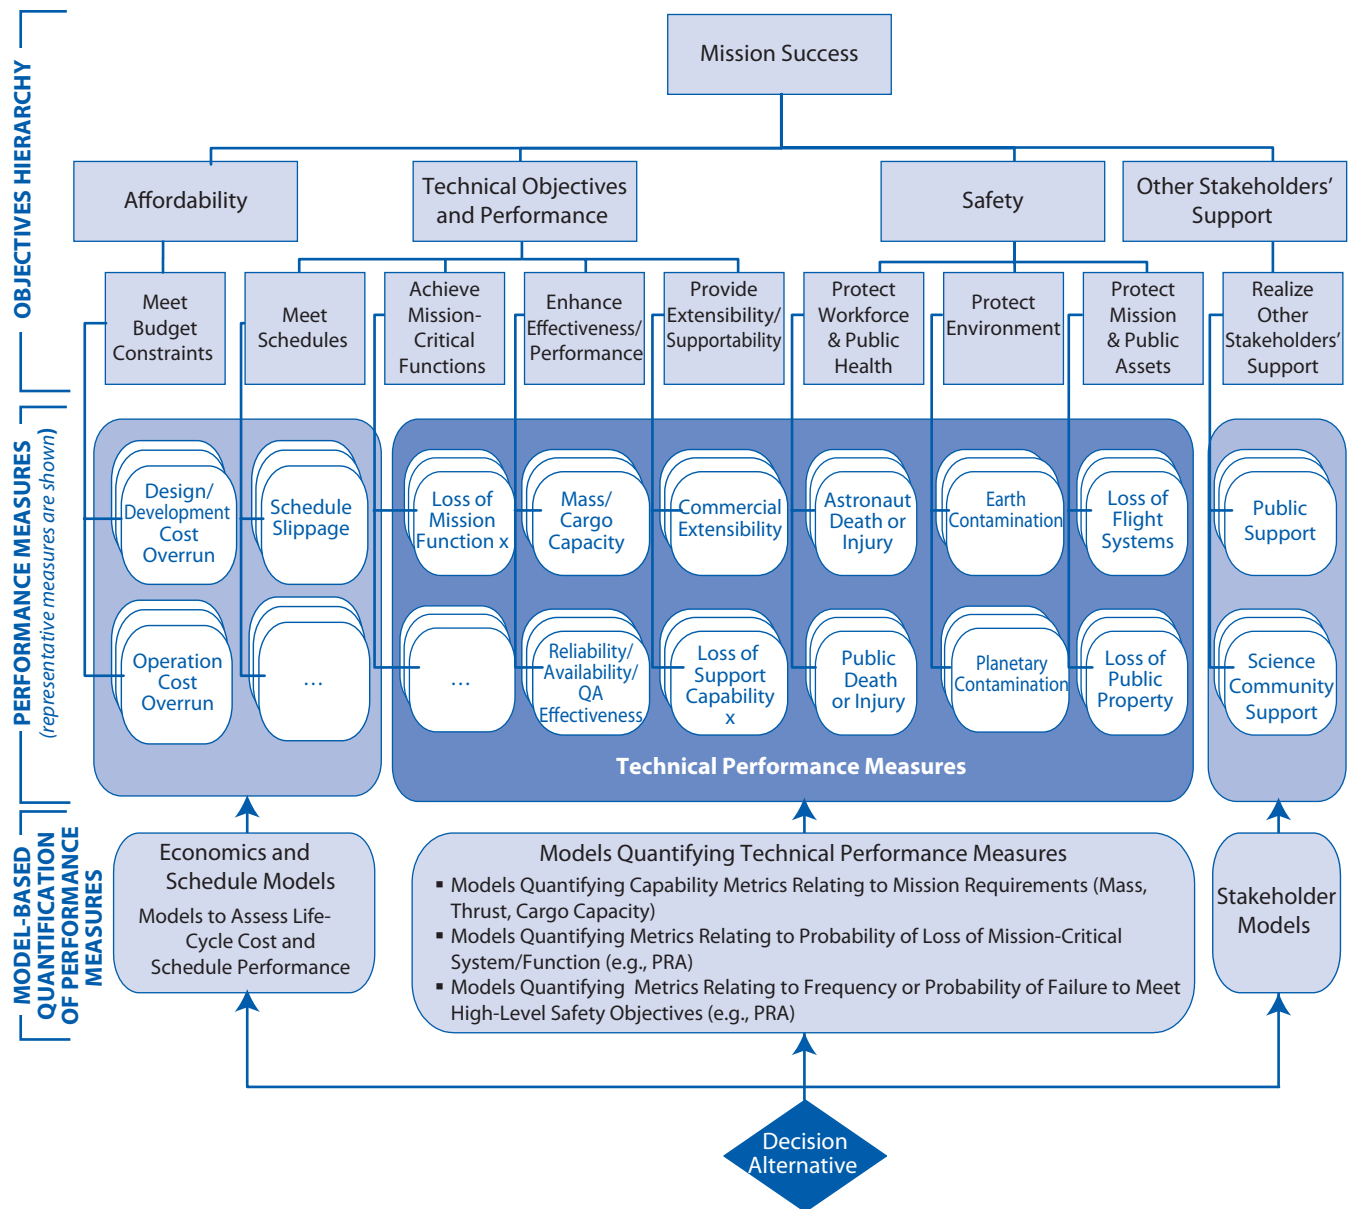 OBJECTIVES HIERARCHY
Mission Success
Affordability
Technical Objectives
and Performance
Safety
Other Stakeholders’
Support
Meet
Budget
Constraints
Meet
Schedules
Achieve
Mission-
Critical
Functions
Enhance
Effectiveness/
Performance
Provide
Extensibility/
Supportability
Protect
Workforce
& Public
Health
Protect
Environment
Protect
Mission
& Public
Assets
Realize
Other
Stakeholders’
Support
PERFORMANCE MEASURES
(representative measures are shown)
Design/
Development
Cost
Overrun
Schedule
Slippage
Loss of
Mission
Function x
Mass/
Cargo
Capacity
Commercial
Extensibility
Astronaut
Death or
Injury
Earth
Contamination
Loss of
Flight
Systems
Public
Support
Operation
Cost
Overrun
…
…
Reliability/
Availability/
QA
Effectiveness
Loss of
Support
Capability
x
Public
Death
or Injury
Planetary
Contamination
Loss of
Public
Property
Science
Community
Support
Technical Performance Measures
MODEL-BASED
QUANTIFICATION
OF PERFORMANCE
MEASURES
Economics and
Schedule Models
Models to Assess Life-
Cycle Cost and
Schedule Performance
Models Quantifying Technical Performance Measures
▪ Models Quantifying Capability Metrics Relating to Mission Requirements (Mass,
Thrust, Cargo Capacity)
▪ Models Quantifying Metrics Relating to Probability of Loss of Mission-Critical
System/Function (e.g., PRA)
▪ Models Quantifying Metrics Relating to Frequency or Probability of Failure to Meet
High-Level Safety Objectives (e.g., PRA)
Stakeholder
Models
Decision
Alternative